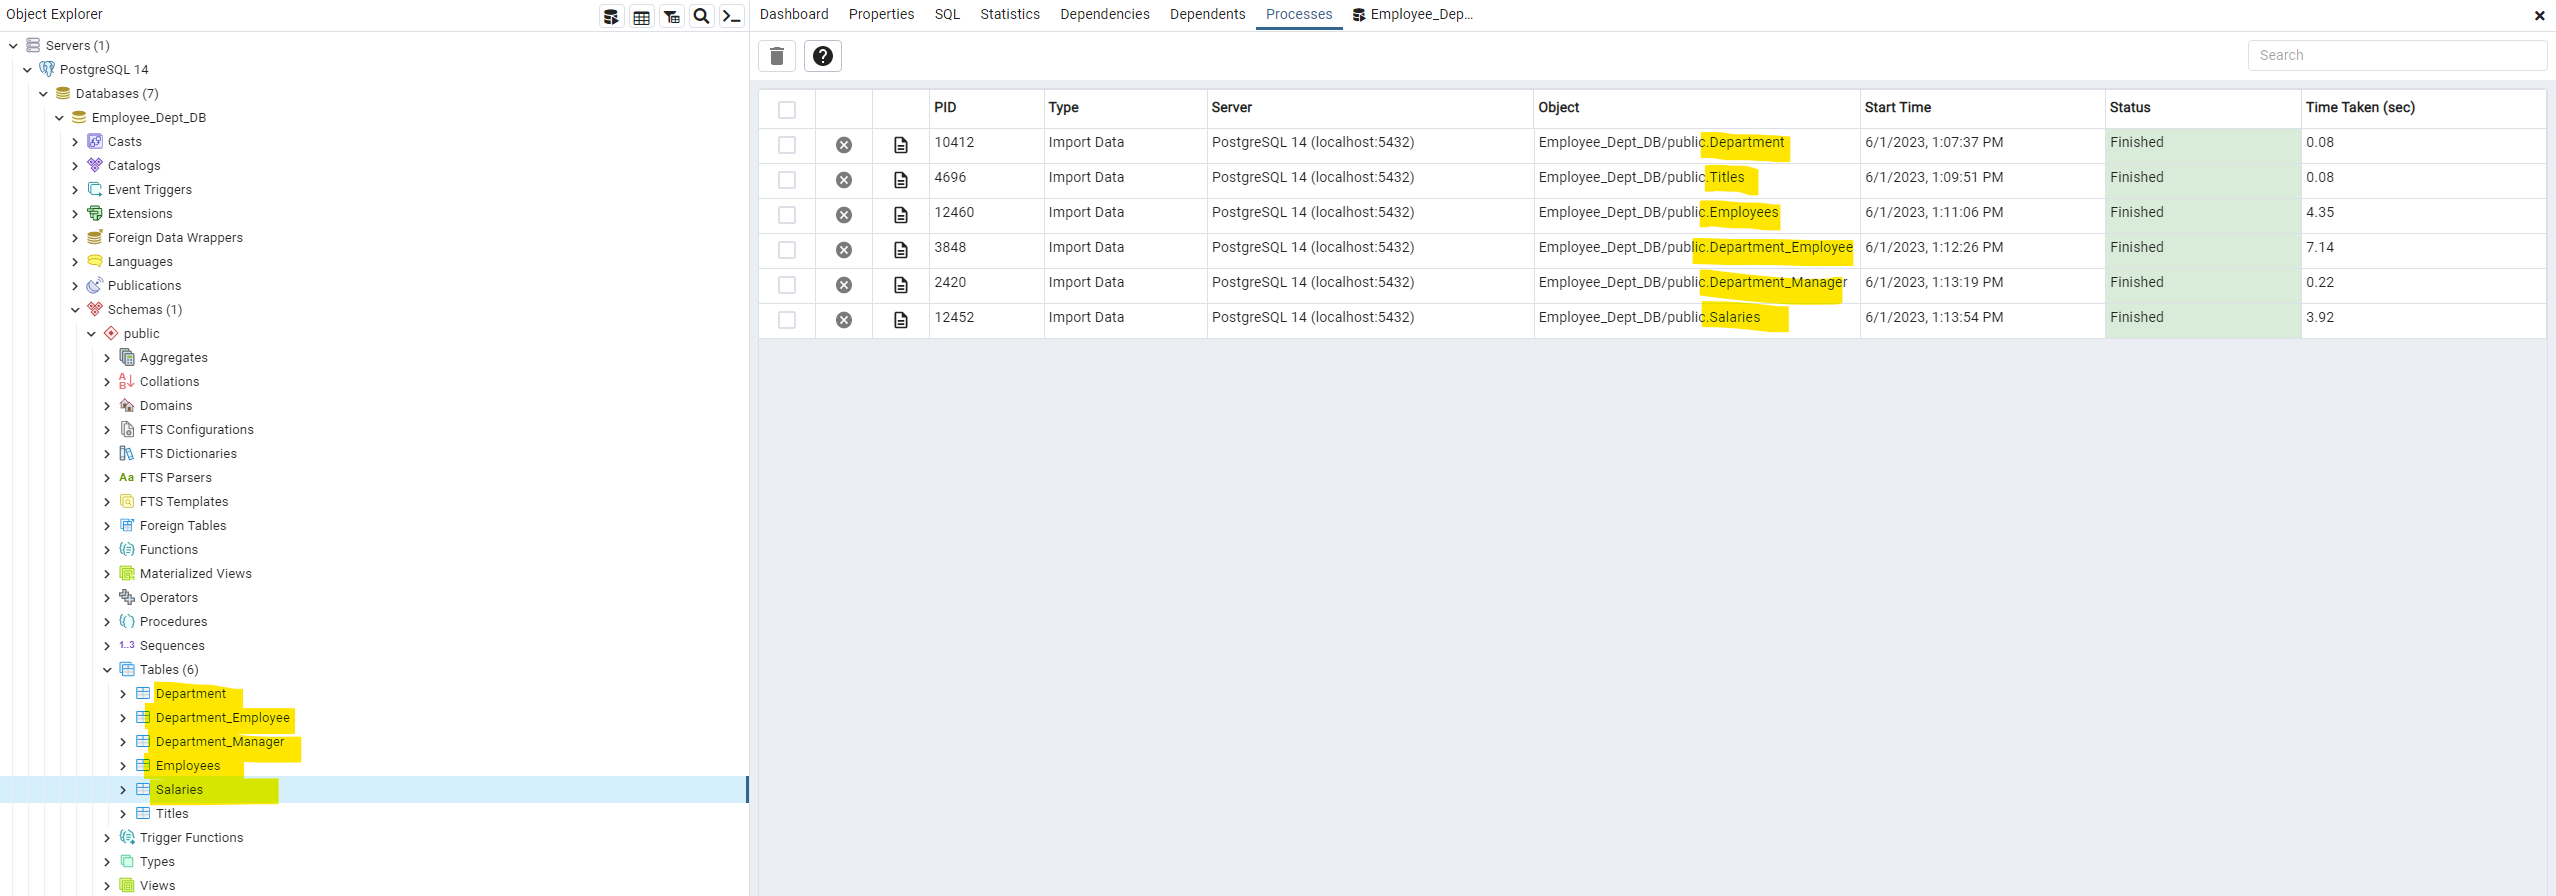 Object Explorer
Servers (1)
PostgreSQL 14
Databases (7)
Employee_Dept_DB
Casts
Catalogs
Event Triggers
Extensions
Foreign Data Wrappers
Languages
Publications
Schemas (1)
public
Aggregates
Collations
Domains
FTS Configurations
FTS Dictionaries
Aa FTS Parsers
FTS Templates
Foreign Tables
Functions
Materialized Views
Operators
Procedures
1..3 Sequences
Tables (6)
Department
Department_Employee
Department_Manager
Employees
Salaries
Titles
Trigger Functions
Types
Views
Dashboard Properties SQL Statistics Dependencies Dependents Processes Employee_Dep...
Search
PID Type Server Object Start Time Status Time Taken (sec)
10412 Import Data PostgreSQL 14 (localhost:5432) Employee_Dept_DB/public.Department 6/1/2023, 1:07:37 PM Finished 0.08
4696 Import Data PostgreSQL 14 (localhost:5432) Employee_Dept_DB/public.Titles 6/1/2023, 1:09:51 PM Finished 0.08
12460 Import Data PostgreSQL 14 (localhost:5432) Employee_Dept_DB/public.Employees 6/1/2023, 1:11:06 PM Finished 4.35
3848 Import Data PostgreSQL 14 (localhost:5432) Employee_Dept_DB/public.Department_Employee 6/1/2023, 1:12:26 PM Finished 7.14
2420 Import Data PostgreSQL 14 (localhost:5432) Employee_Dept_DB/public.Department_Manager 6/1/2023, 1:13:19 PM Finished 0.22
12452 Import Data PostgreSQL 14 (localhost:5432) Employee_Dept_DB/public.Salaries 6/1/2023, 1:13:54 PM Finished 3.92